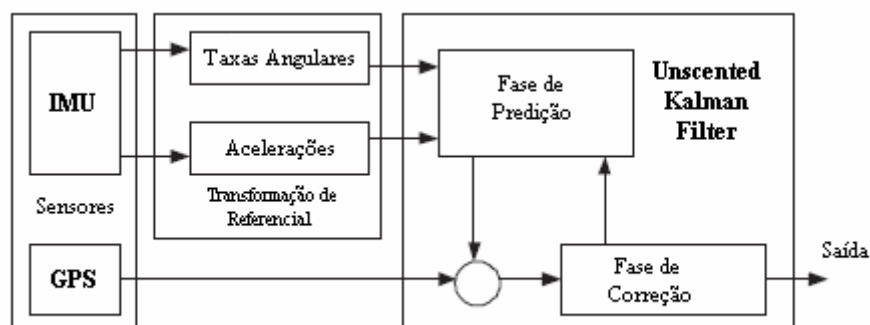 IMU
Sensores
GPS
Taxas Angulares
Acelerações
Transformação de
Referencial
Fase de
Predição
Unscented
Kalman
Filter
Fase de
Correção
Saída